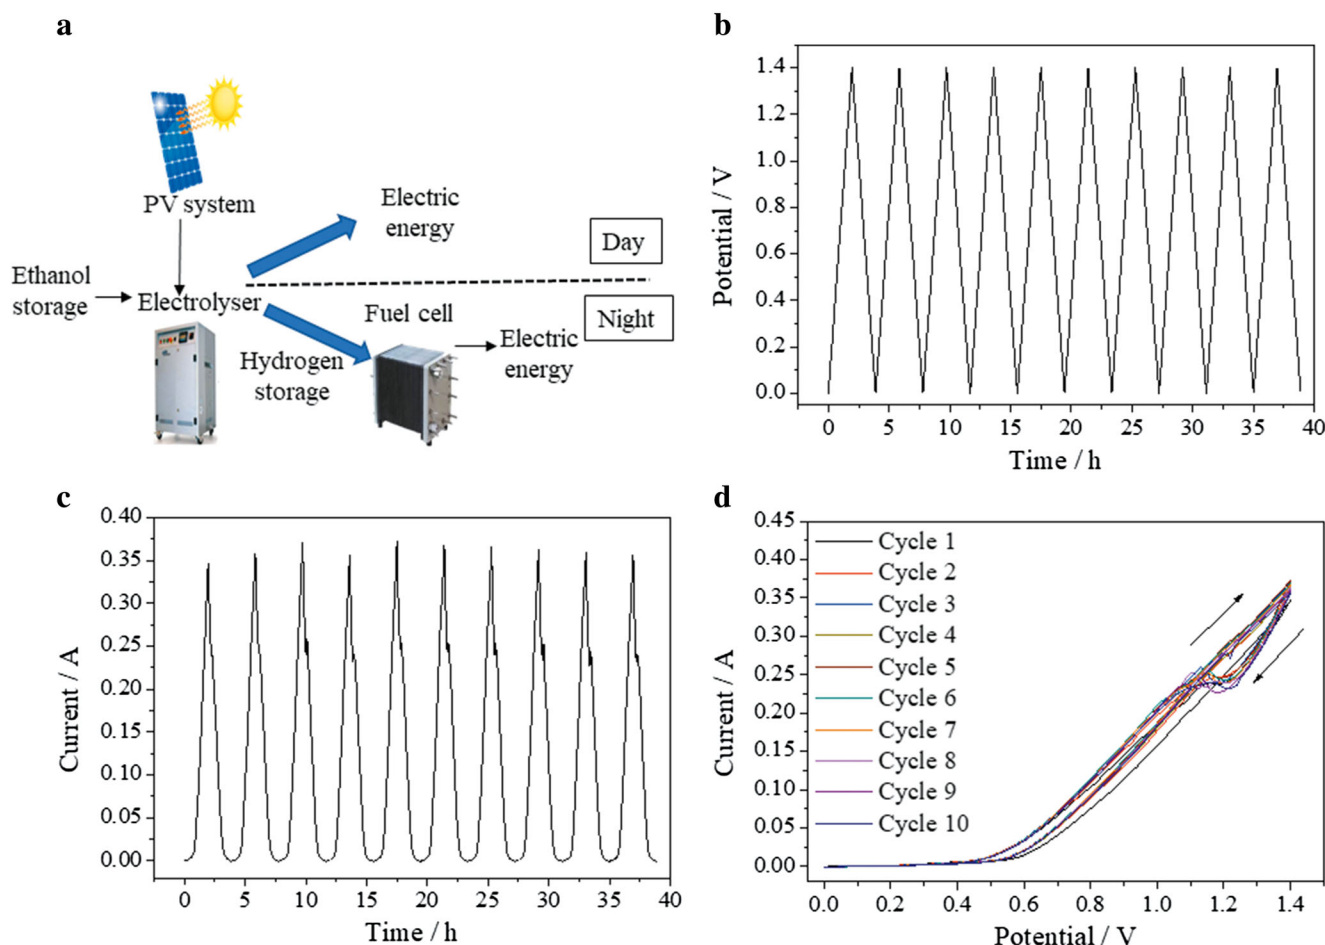 a
PV system
Electric
energy
Day
Ethanol
storage
Electrolyser
Night
Fuel cell
Hydrogen
storage
Electric
energy
b
Potential / V
1.4
1.2
1.0
0.8
0.6
0.4
0.2
0.0
0 5 10 15 20 25 30 35 40
Time / h
c
Current / A
0.40
0.35
0.30
0.25
0.20
0.15
0.10
0.05
0.00
0 5 10 15 20 25 30 35 40
Time / h
d
Current / A
0.45
0.40
0.35
0.30
0.25
0.20
0.15
0.10
0.05
0.00
Cycle 1
Cycle 2
Cycle 3
Cycle 4
Cycle 5
Cycle 6
Cycle 7
Cycle 8
Cycle 9
Cycle 10
0.0 0.2 0.4 0.6 0.8 1.0 1.2 1.4
Potential / V